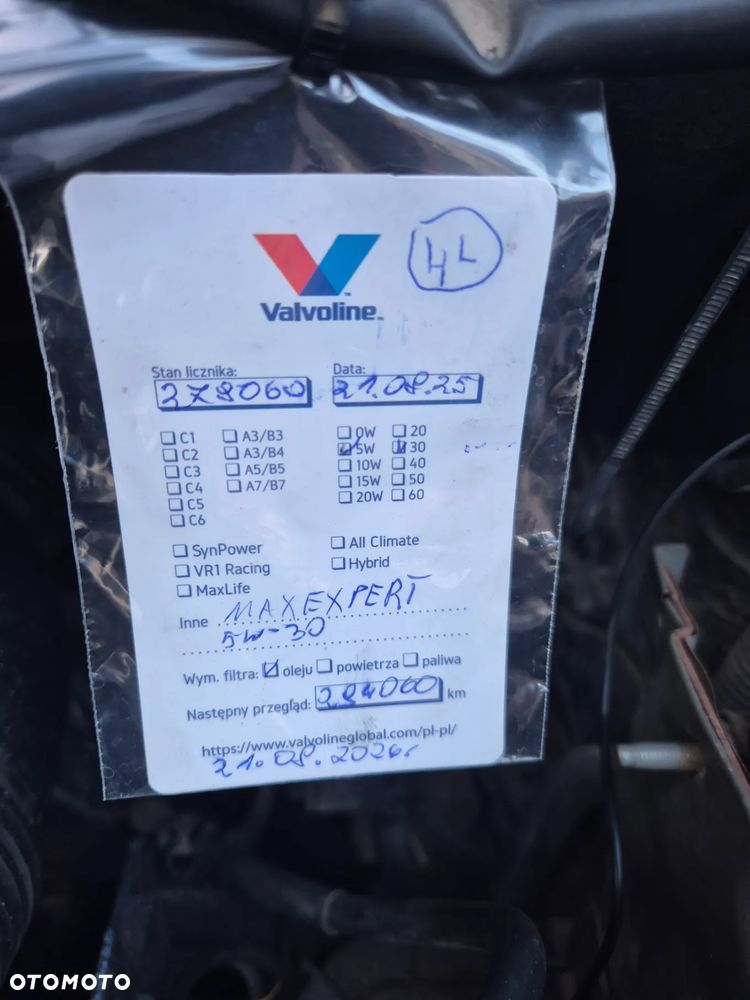 4L
Valvoline™
Stan licznika: Data:
279060 21.08.25
C1 A3/B3 0W 20
C2 A3/B4 5W 30
C3 A5/B5 10W 40
C4 A7/B7 15W 50
C5 20W 60
C6
SynPower All Climate
VR1 Racing Hybrid
MaxLife
Inne MAXEXPERT
5W-30
Wym. filtra: oleju powietrza paliwa
Następny przegląd: 294060 km
https://www.valvolineglobal.com/pl-pl/
21.08.2026r
OTOMOTO